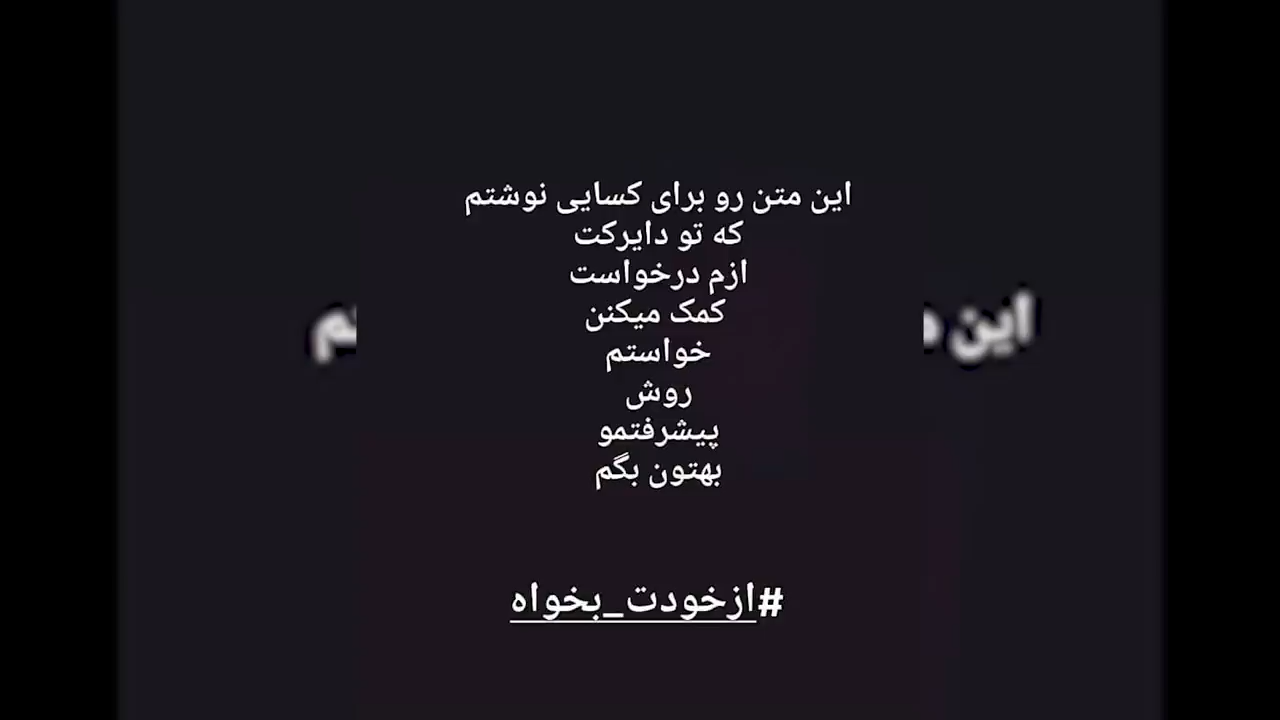 این متن رو برای کسایی نوشتم
که تو دایرکت
ازم درخواست
کمک میکنن
خواستم
روش
پیشرفتمو
بهتون بگم
#ازخودت_بخواه
این